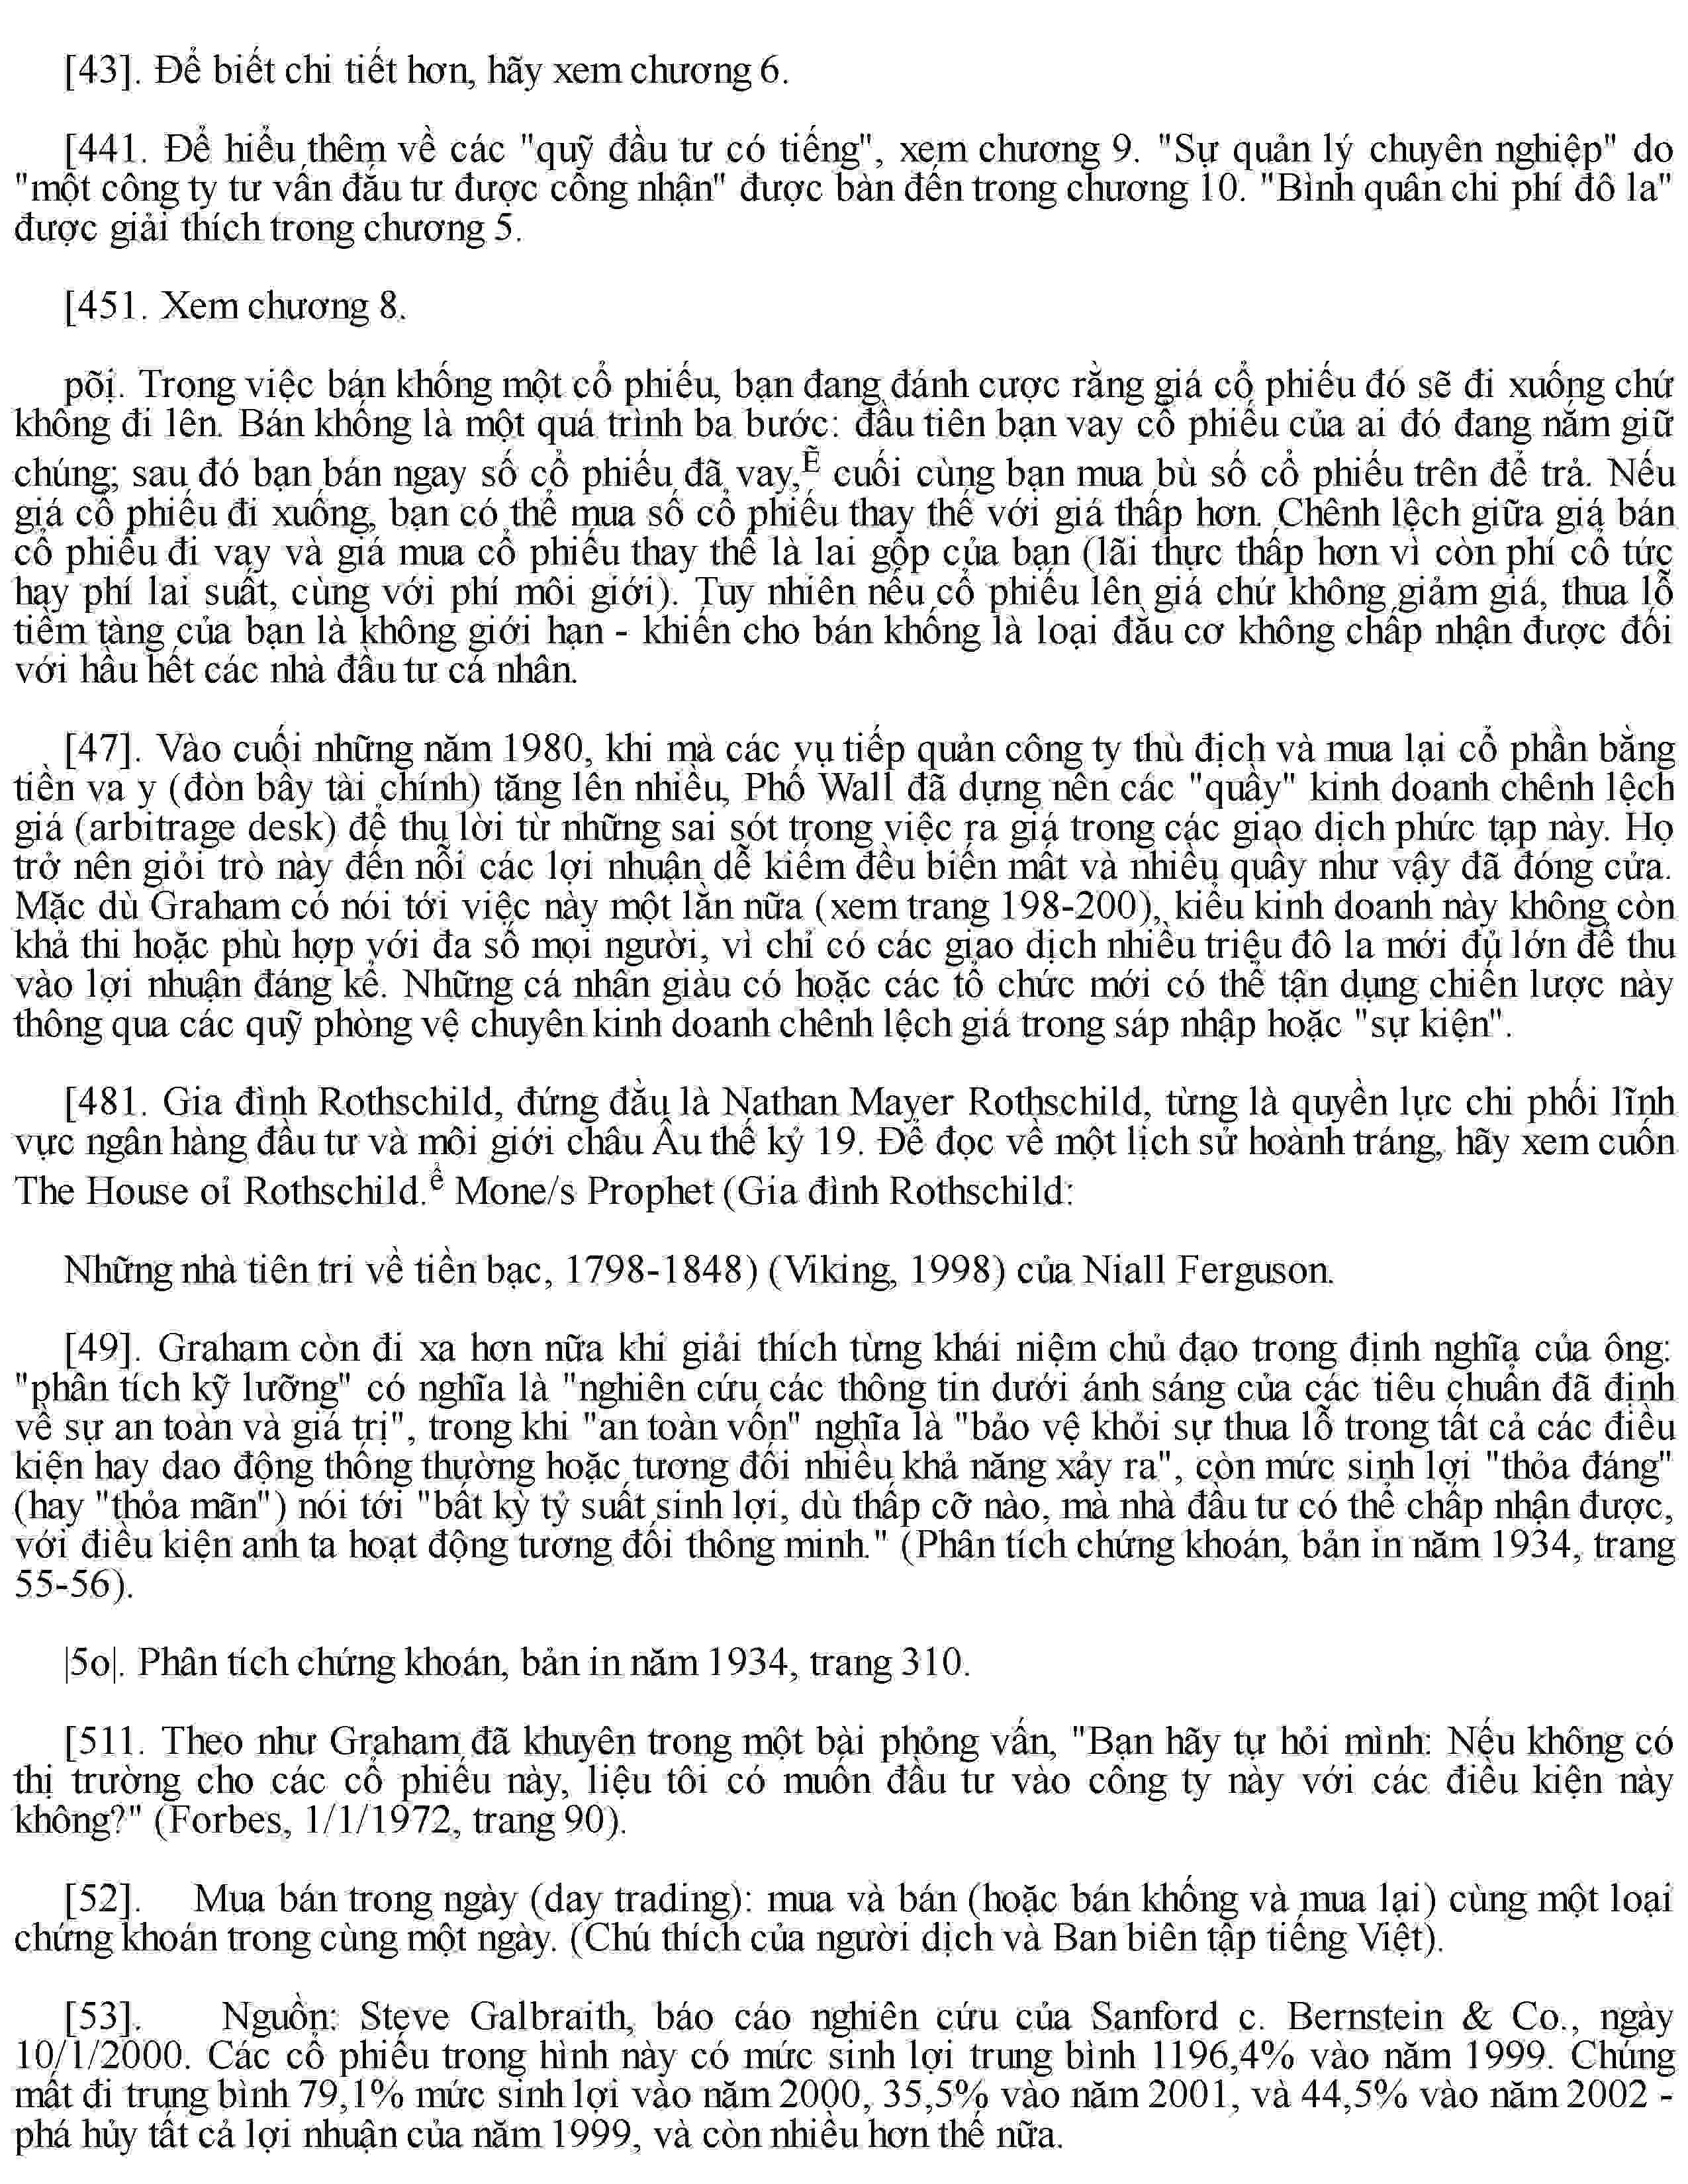 [43]. Để biết chi tiết hơn, hãy xem chương 6.
[441. Để hiểu thêm về các "quỹ đầu tư có tiếng", xem chương 9. "Sự quản lý chuyên nghiệp" do
"một công ty tư vấn đầu tư được công nhận" được bàn đến trong chương 10. "Bình quân chi phí đô la"
được giải thích trong chương 5.
[451. Xem chương 8.
põị. Trong việc bán khống một cổ phiếu, bạn đang đánh cược rằng giá cổ phiếu đó sẽ đi xuống chứ
không đi lên. Bán khống là một quá trình ba bước: đầu tiên bạn vay cổ phiếu của ai đó đang nắm giữ
chúng; sau đó bạn bán ngay số cổ phiếu đã vay,Ẽ cuối cùng bạn mua bù số cổ phiếu trên để trả. Nếu
giá cổ phiếu đi xuống, bạn có thể mua số cổ phiếu thay thế với giá thấp hơn. Chênh lệch giữa giá bán
cổ phiếu đi vay và giá mua cổ phiếu thay thế là lai gộp của bạn (lãi thực thấp hơn vì còn phí cổ tức
hay phí lai suất, cùng với phí môi giới). Tuy nhiên nếu cổ phiếu lên giá chứ không giảm giá, thua lỗ
tiềm tàng của bạn là không giới hạn - khiến cho bán khống là loại đầu cơ không chấp nhận được đối
với hầu hết các nhà đầu tư cá nhân.
[47]. Vào cuối những năm 1980, khi mà các vụ tiếp quản công ty thù địch và mua lại cổ phần bằng
tiền va y (đòn bẩy tài chính) tăng lên nhiều, Phố Wall đã dựng nên các "quầy" kinh doanh chênh lệch
giá (arbitrage desk) để thu lời từ những sai sót trong việc ra giá trong các giao dịch phức tạp này. Họ
trở nên giỏi trò này đến nỗi các lợi nhuận dễ kiếm đều biến mất và nhiều quầy như vậy đã đóng cửa.
Mặc dù Graham có nói tới việc này một lần nữa (xem trang 198-200), kiểu kinh doanh này không còn
khả thi hoặc phù hợp với đa số mọi người, vì chỉ có các giao dịch nhiều triệu đô la mới đủ lớn để thu
vào lợi nhuận đáng kể. Những cá nhân giàu có hoặc các tổ chức mới có thể tận dụng chiến lược này
thông qua các quỹ phòng vệ chuyên kinh doanh chênh lệch giá trong sáp nhập hoặc "sự kiện".
[481. Gia đình Rothschild, đứng đầu là Nathan Mayer Rothschild, từng là quyền lực chi phối lĩnh
vực ngân hàng đầu tư và môi giới châu Âu thế kỷ 19. Để đọc về một lịch sử hoành tráng, hãy xem cuốn
The House oỉ Rothschild.ể Mone/s Prophet (Gia đình Rothschild:
Những nhà tiên tri về tiền bạc, 1798-1848) (Viking, 1998) của Niall Ferguson.
[49]. Graham còn đi xa hơn nữa khi giải thích từng khái niệm chủ đạo trong định nghĩa của ông:
"phân tích kỹ lưỡng" có nghĩa là "nghiên cứu các thông tin dưới ánh sáng của các tiêu chuẩn đã định
về sự an toàn và giá trị", trong khi "an toàn vốn" nghĩa là "bảo vệ khỏi sự thua lỗ trong tất cả các điều
kiện hay dao động thông thường hoặc tương đối nhiều khả năng xảy ra", còn mức sinh lợi "thỏa đáng"
(hay "thỏa mãn") nói tới "bất kỳ tỷ suất sinh lợi, dù thấp cỡ nào, mà nhà đầu tư có thể chấp nhận được,
với điều kiện anh ta hoạt động tương đối thông minh." (Phân tích chứng khoán, bản in năm 1934, trang
55-56).
|5o|. Phân tích chứng khoán, bản in năm 1934, trang 310.
[511. Theo như Graham đã khuyên trong một bài phỏng vấn, "Bạn hãy tự hỏi mình: Nếu không có
thị trường cho các cổ phiếu này, liệu tôi có muốn đầu tư vào công ty này với các điều kiện này
không?" (Forbes, 1/1/1972, trang 90).
[52]. Mua bán trong ngày (day trading): mua và bán (hoặc bán khống và mua lại) cùng một loại
chứng khoán trong cùng một ngày. (Chú thích của người dịch và Ban biên tập tiếng Việt).
[53]. Nguồn: Steve Galbraith, báo cáo nghiên cứu của Sanford c. Bernstein & Co., ngày
10/1/2000. Các cổ phiếu trong hình này có mức sinh lợi trung bình 1196,4% vào năm 1999. Chúng
mất đi trung bình 79,1% mức sinh lợi vào năm 2000, 35,5% vào năm 2001, và 44,5% vào năm 2002 -
phá hủy tất cả lợi nhuận của năm 1999, và còn nhiều hơn thế nữa.